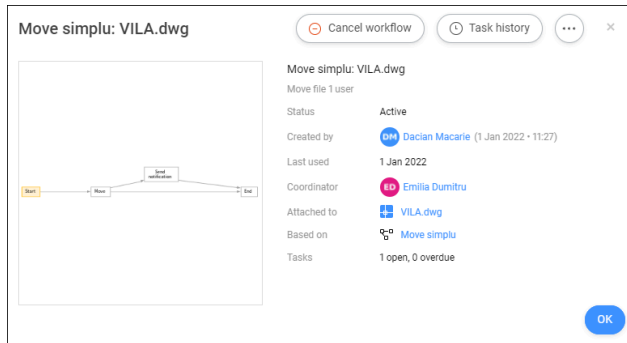 Move simplu: VILA.dwg
Cancel workflow
Task history
Move simplu: VILA.dwg
Move file 1 user
Status Active
Created by DM Dacian Macarie (1 Jan 2022 • 11:27)
Last used 1 Jan 2022
Coordinator ED Emilia Dumitru
Attached to VILA.dwg
Based on Move simplu
Tasks 1 open, 0 overdue
Send
notification
Start
Move
End
OK